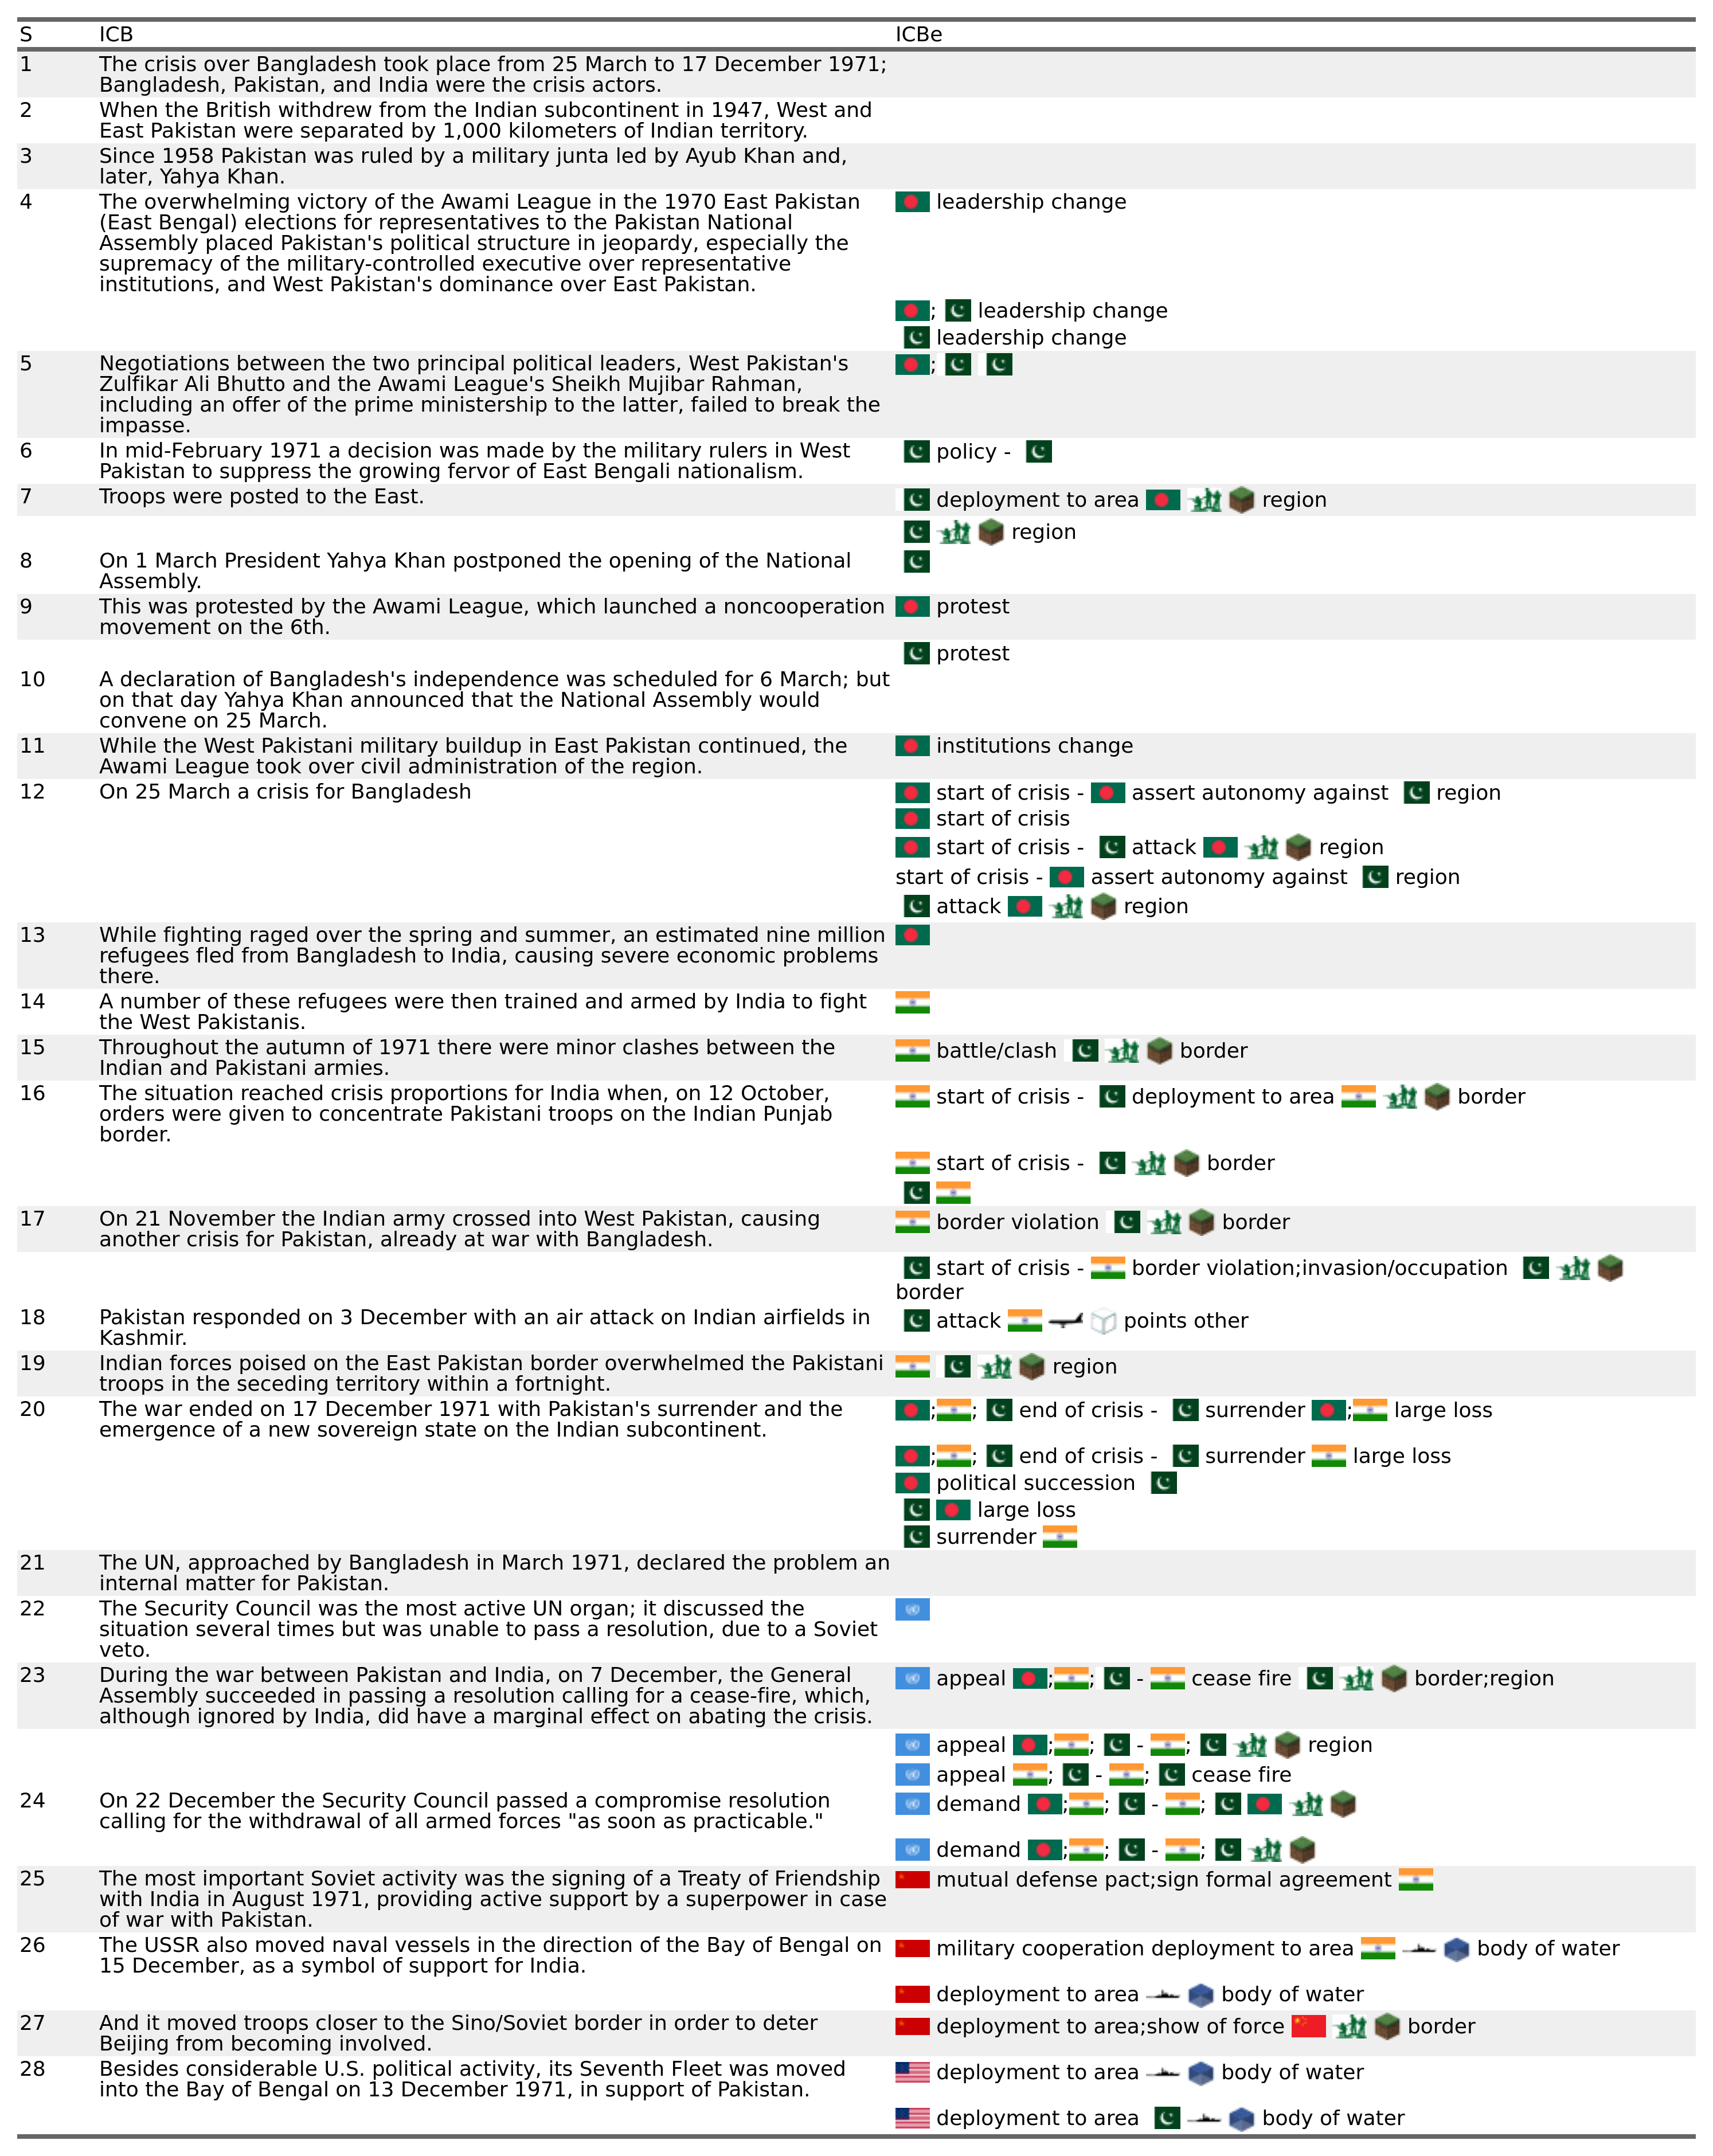 S ICB ICBe
1 The crisis over Bangladesh took place from 25 March to 17 December 1971;
Bangladesh, Pakistan, and India were the crisis actors.
2 When the British withdrew from the Indian subcontinent in 1947, West and
East Pakistan were separated by 1,000 kilometers of Indian territory.
3 Since 1958 Pakistan was ruled by a military junta led by Ayub Khan and,
later, Yahya Khan.
4 The overwhelming victory of the Awami League in the 1970 East Pakistan leadership change
(East Bengal) elections for representatives to the Pakistan National
Assembly placed Pakistan's political structure in jeopardy, especially the
supremacy of the military-controlled executive over representative
institutions, and West Pakistan's dominance over East Pakistan.
; leadership change
leadership change
5 Negotiations between the two principal political leaders, West Pakistan's ;
Zulfikar Ali Bhutto and the Awami League's Sheikh Mujibar Rahman,
including an offer of the prime ministership to the latter, failed to break the
impasse.
6 In mid-February 1971 a decision was made by the military rulers in West policy -
Pakistan to suppress the growing fervor of East Bengali nationalism.
7 Troops were posted to the East. deployment to area region
region
8 On 1 March President Yahya Khan postponed the opening of the National
Assembly.
9 This was protested by the Awami League, which launched a noncooperation protest
movement on the 6th.
protest
10 A declaration of Bangladesh's independence was scheduled for 6 March; but
on that day Yahya Khan announced that the National Assembly would
convene on 25 March.
11 While the West Pakistani military buildup in East Pakistan continued, the institutions change
Awami League took over civil administration of the region.
12 On 25 March a crisis for Bangladesh start of crisis - assert autonomy against region
start of crisis
start of crisis - attack region
start of crisis - assert autonomy against region
attack region
13 While fighting raged over the spring and summer, an estimated nine million
refugees fled from Bangladesh to India, causing severe economic problems
there.
14 A number of these refugees were then trained and armed by India to fight
the West Pakistanis.
15 Throughout the autumn of 1971 there were minor clashes between the battle/clash border
Indian and Pakistani armies.
16 The situation reached crisis proportions for India when, on 12 October, start of crisis - deployment to area border
orders were given to concentrate Pakistani troops on the Indian Punjab
border.
start of crisis - border
17 On 21 November the Indian army crossed into West Pakistan, causing border violation border
another crisis for Pakistan, already at war with Bangladesh.
start of crisis - border violation;invasion/occupation
border
18 Pakistan responded on 3 December with an air attack on Indian airfields in attack points other
Kashmir.
19 Indian forces poised on the East Pakistan border overwhelmed the Pakistani region
troops in the seceding territory within a fortnight.
20 The war ended on 17 December 1971 with Pakistan's surrender and the ; ; end of crisis - surrender ; large loss
emergence of a new sovereign state on the Indian subcontinent.
; ; end of crisis - surrender large loss
political succession
large loss
surrender
21 The UN, approached by Bangladesh in March 1971, declared the problem an
internal matter for Pakistan.
22 The Security Council was the most active UN organ; it discussed the
situation several times but was unable to pass a resolution, due to a Soviet
veto.
23 During the war between Pakistan and India, on 7 December, the General appeal ; ; - cease fire border;region
Assembly succeeded in passing a resolution calling for a cease-fire, which,
although ignored by India, did have a marginal effect on abating the crisis.
appeal ; ; - ; region
appeal ; - ; cease fire
24 On 22 December the Security Council passed a compromise resolution demand ; ; - ;
calling for the withdrawal of all armed forces "as soon as practicable."
demand ; ; - ;
25 The most important Soviet activity was the signing of a Treaty of Friendship mutual defense pact;sign formal agreement
with India in August 1971, providing active support by a superpower in case
of war with Pakistan.
26 The USSR also moved naval vessels in the direction of the Bay of Bengal on military cooperation deployment to area body of water
15 December, as a symbol of support for India.
deployment to area body of water
27 And it moved troops closer to the Sino/Soviet border in order to deter deployment to area;show of force border
Beijing from becoming involved.
28 Besides considerable U.S. political activity, its Seventh Fleet was moved deployment to area body of water
into the Bay of Bengal on 13 December 1971, in support of Pakistan.
deployment to area body of water